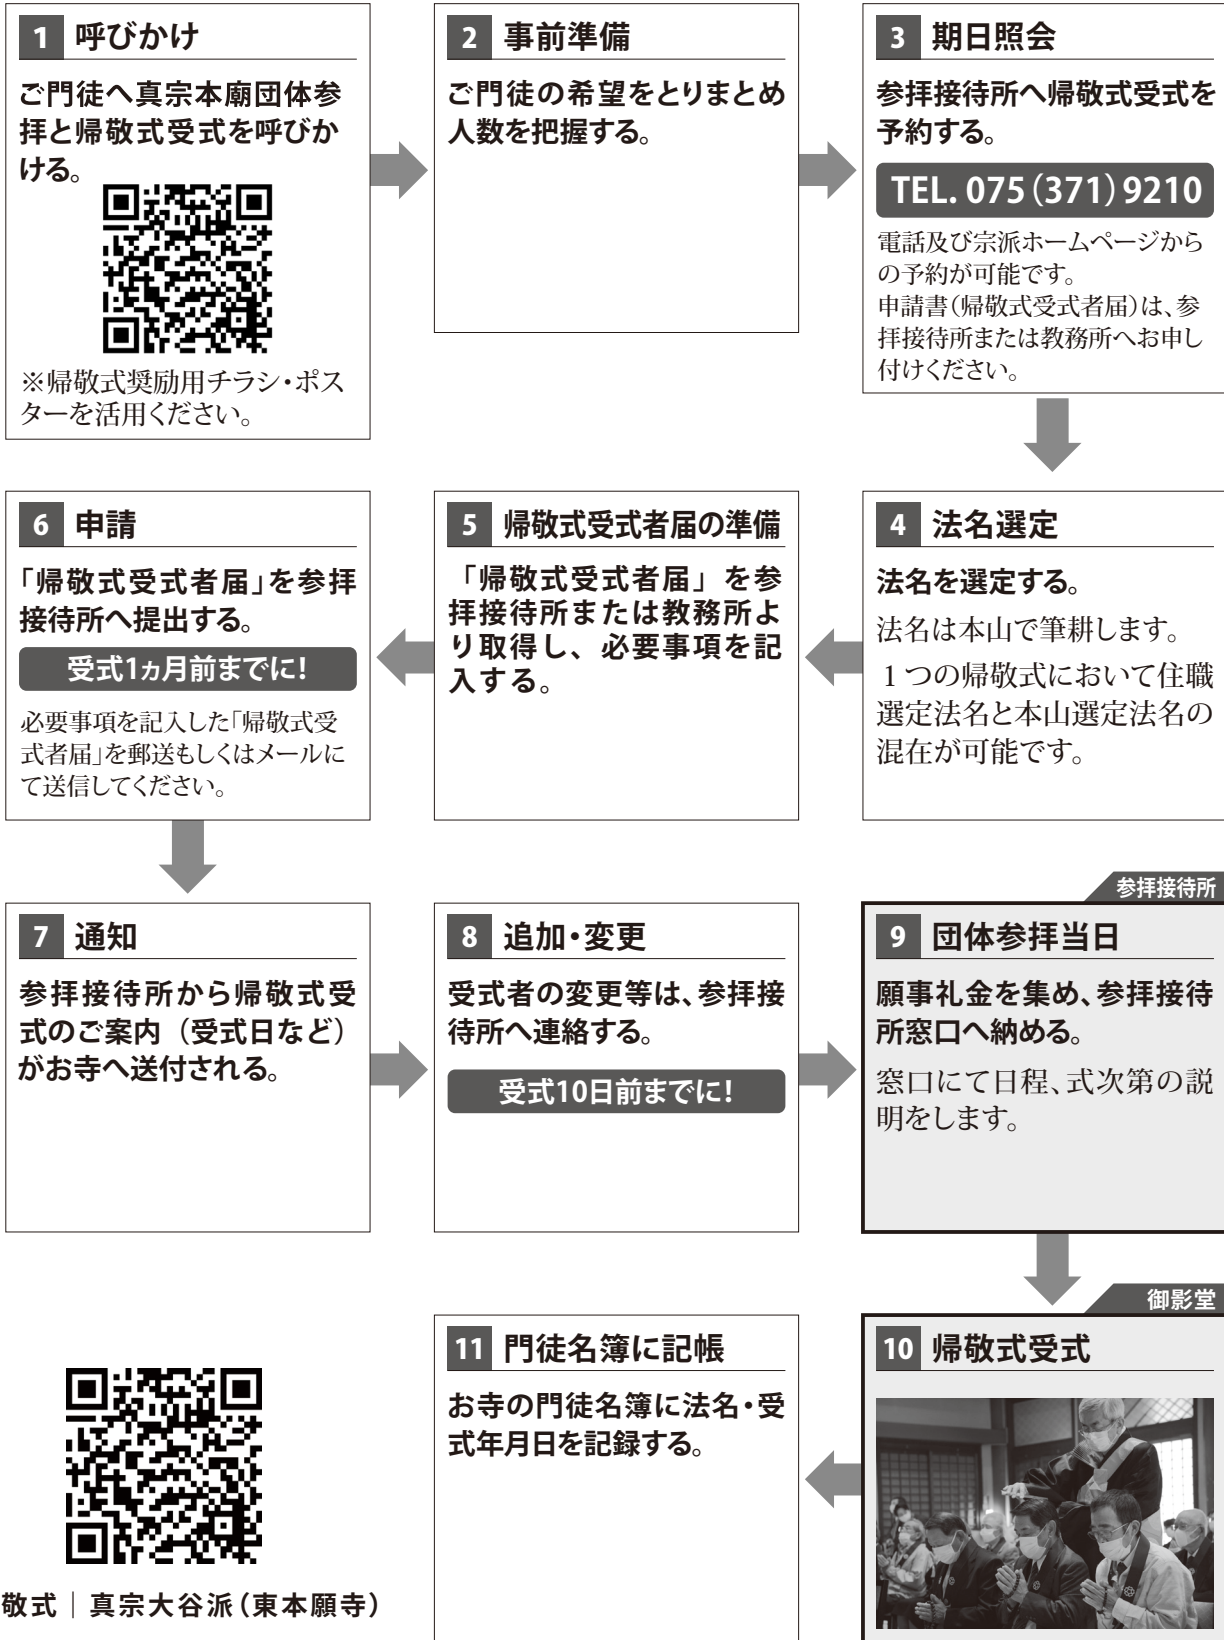 1 呼びかけ
ご門徒へ真宗本廟団体参
拝と帰敬式受式を呼びか
ける。
※帰敬式奨励用チラシ・ポス
ターを活用ください。
2 事前準備
ご門徒の希望をとりまとめ
人数を把握する。
3 期日照会
参拝接待所へ帰敬式受式を
予約する。
TEL. 075(371)9210
電話及び宗派ホームページから
の予約が可能です。
申請書(帰敬式受式者届)は、参
拝接待所または教務所へお申し
付けください。
4 法名選定
法名を選定する。
法名は本山で筆耕します。
1つの帰敬式において住職
選定法名と本山選定法名の
混在が可能です。
5 帰敬式受式者届の準備
「帰敬式受式者届」を参
拝接待所または教務所よ
り取得し、必要事項を記
入する。
6 申請
「帰敬式受式者届」を参拝
接待所へ提出する。
受式1ヵ月前までに!
必要事項を記入した「帰敬式受
式者届」を郵送もしくはメールに
て送信してください。
7 通知
参拝接待所から帰敬式受
式のご案内(受式日など)
がお寺へ送付される。
8 追加・変更
受式者の変更等は、参拝接
待所へ連絡する。
受式10日前までに!
参拝接待所
9 団体参拝当日
願事礼金を集め、参拝接待
所窓口へ納める。
窓口にて日程、式次第の説
明をします。
御影堂
10 帰敬式受式
11 門徒名簿に記帳
お寺の門徒名簿に法名・受
式年月日を記録する。
敬式|真宗大谷派(東本願寺)